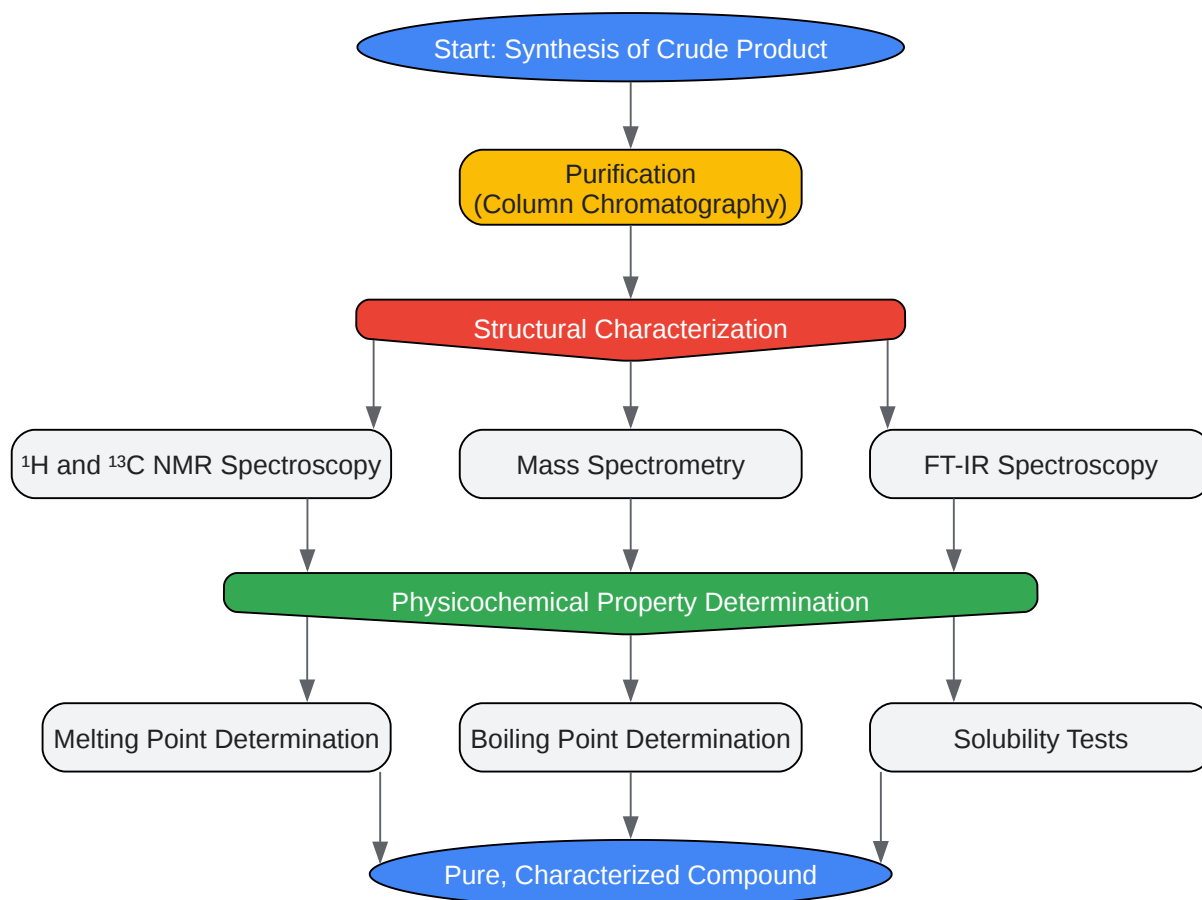 Start: Synthesis of Crude Product
Purification
(Column Chromatography)
Structural Characterization
¹H and ¹³C NMR Spectroscopy
Mass Spectrometry
FT-IR Spectroscopy
Physicochemical Property Determination
Melting Point Determination
Boiling Point Determination
Solubility Tests
Pure, Characterized Compound